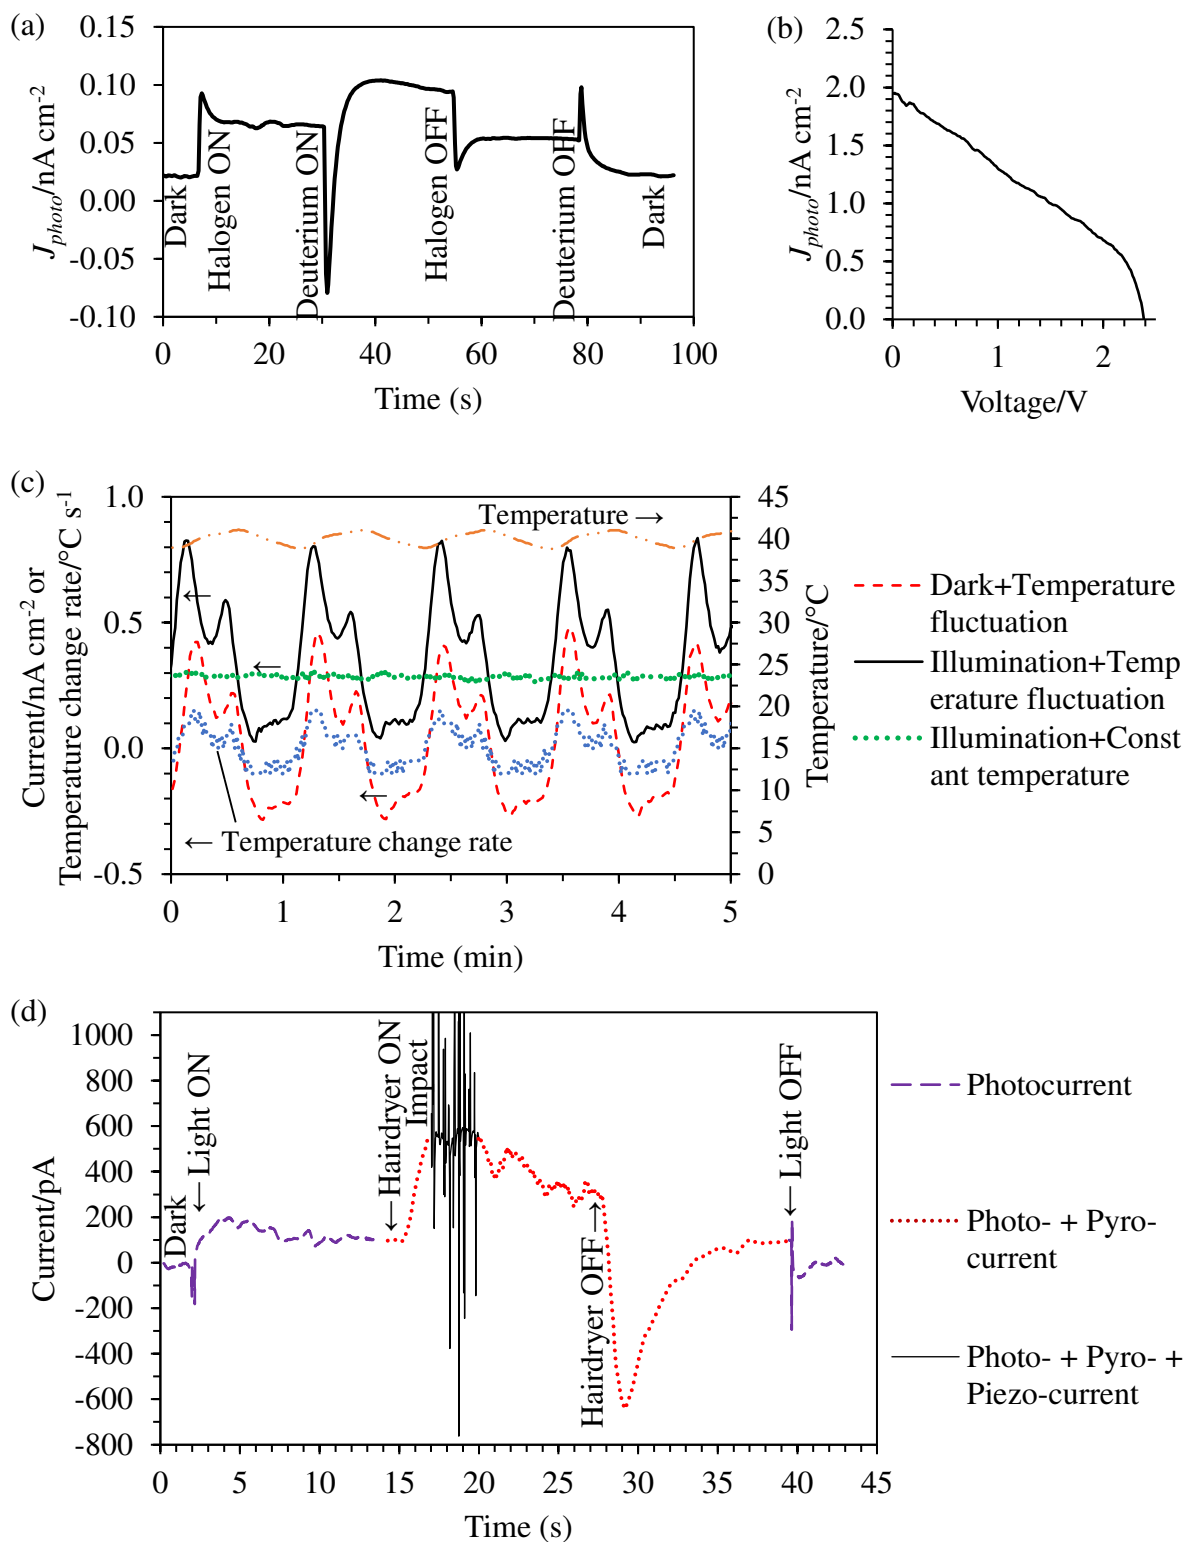 (a)
0.15
0.10
0.05
0.00
-0.05
-0.10
J_photo/nA cm⁻²
Dark
Halogen ON
Deuterium ON
Halogen OFF
Deuterium OFF
Dark
0 20 40 60 80 100
Time (s)
(b)
2.5
2.0
1.5
1.0
0.5
0.0
J_photo/nA cm⁻²
0 1 2
Voltage/V
(c)
1.0
0.5
0.0
-0.5
Current/nA cm⁻² or
Temperature change rate/°C s⁻¹
Temperature →
←
←
←
← Temperature change rate
45
40
35
30
25
20
15
10
5
0
Temperature/°C
0 1 2 3 4 5
Time (min)
Dark+Temperature
fluctuation
Illumination+Temp
erature fluctuation
Illumination+Const
ant temperature
(d)
1000
800
600
400
200
0
-200
-400
-600
-800
Current/pA
Dark
←Light ON
←Hairdryer ON
Impact
Hairdryer OFF→
←Light OFF
0 5 10 15 20 25 30 35 40 45
Time (s)
Photocurrent
Photo- + Pyro-
current
Photo- + Pyro- +
Piezo-current